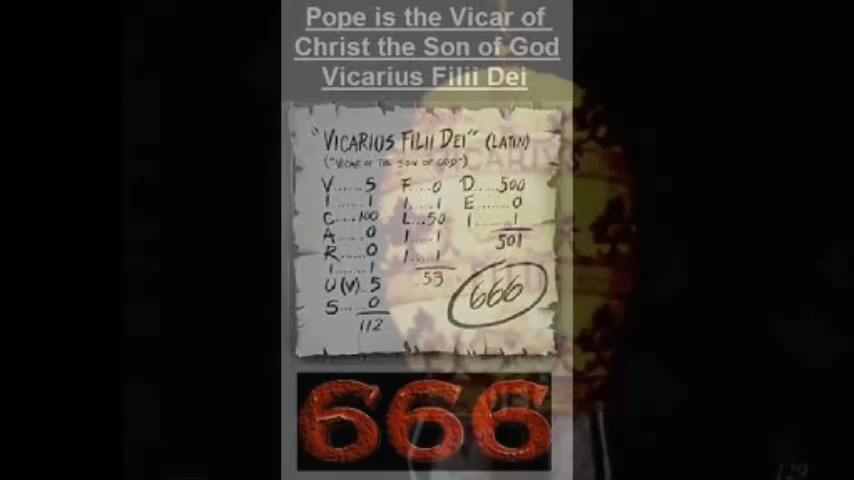 Pope is the Vicar of
Christ the Son of God
Vicarius Filii Dei
"VICARIUS FILII DEI" (LATIN)
("VICAR OF THE SON OF GOD")
V......5 F....0 D....500
I......1 I....1 E......0
C....100 L...50 I......1
A......0 I....1 501
R......0 I....1
I......1 53
U(V)..5
S.....0
112
666
666
VICARIUS
129